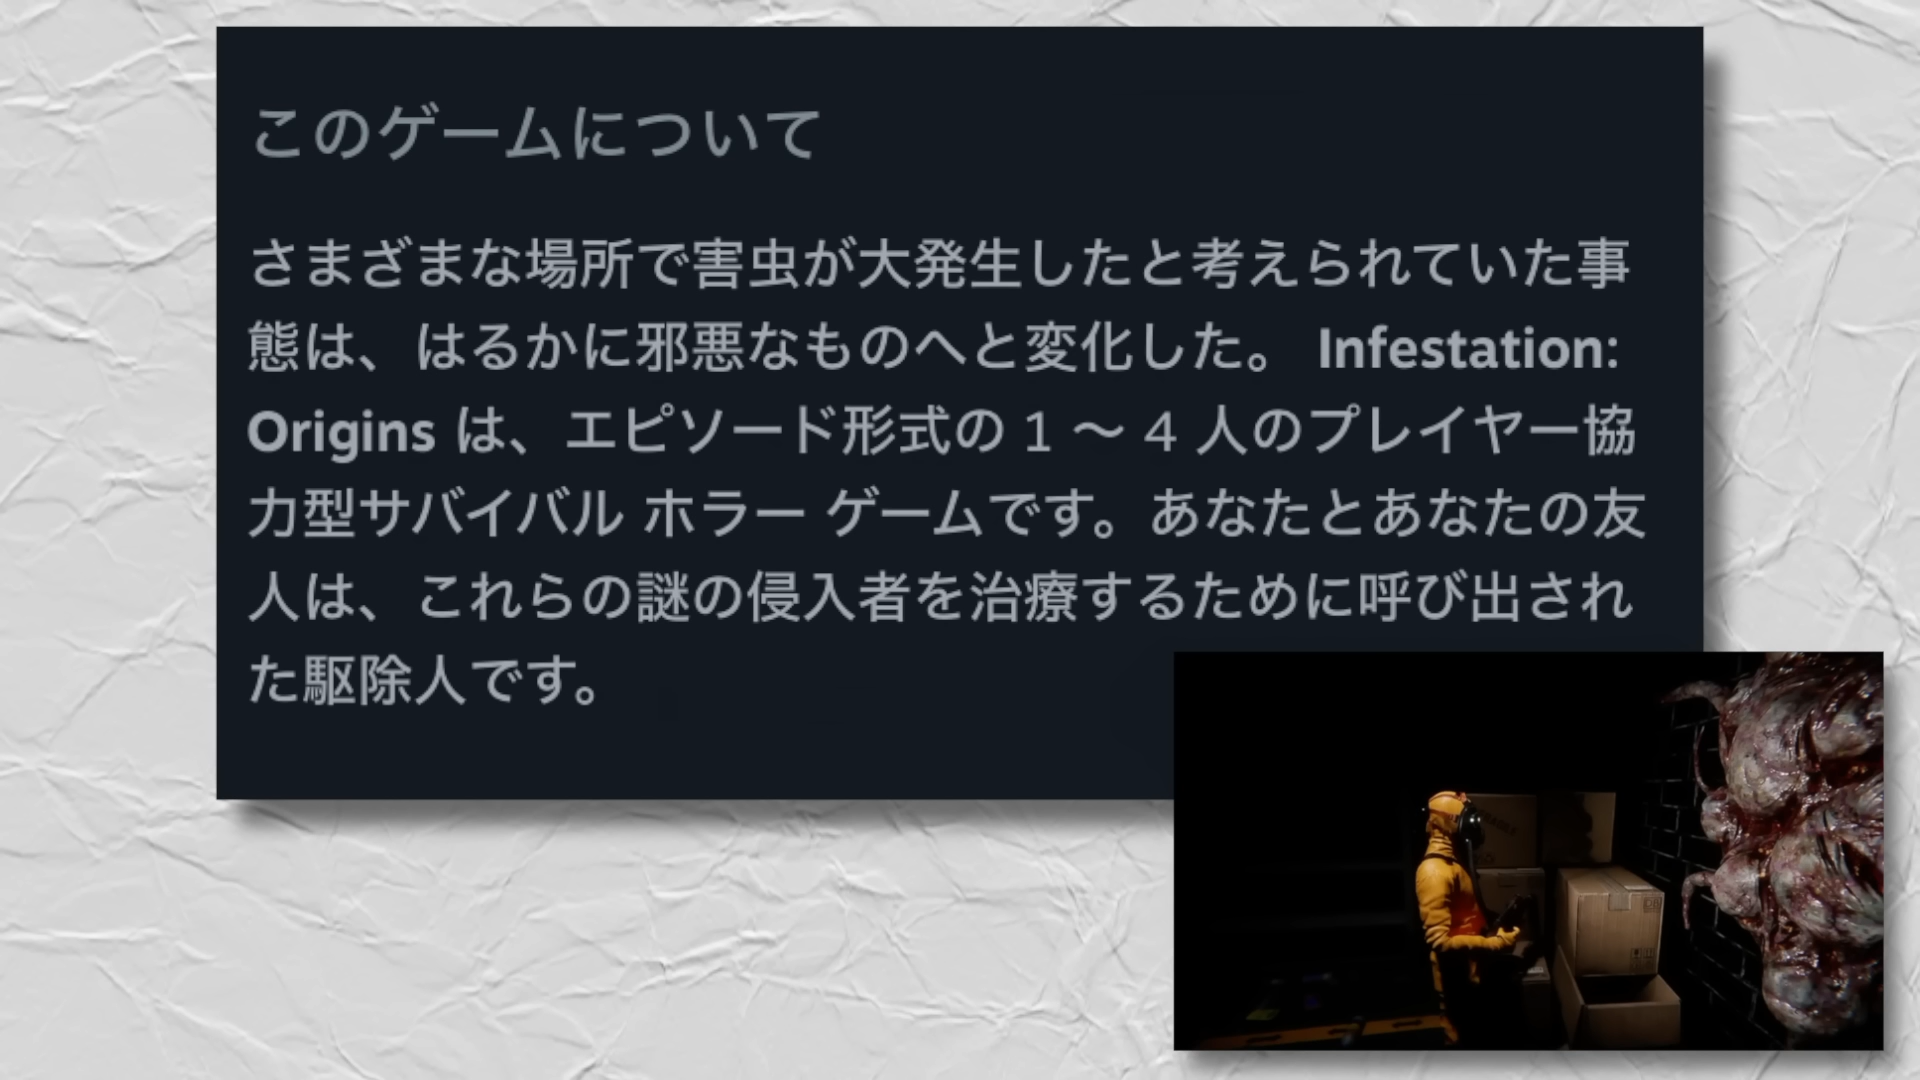 このゲームについて
さまざまな場所で害虫が大発生したと考えられていた事
態は、はるかに邪悪なものへと変化した。 Infestation:
Origins は、エピソード形式の 1 〜 4 人のプレイヤー協
力型サバイバル ホラー ゲームです。あなたとあなたの友
人は、これらの謎の侵入者を治療するために呼び出され
た駆除人です。